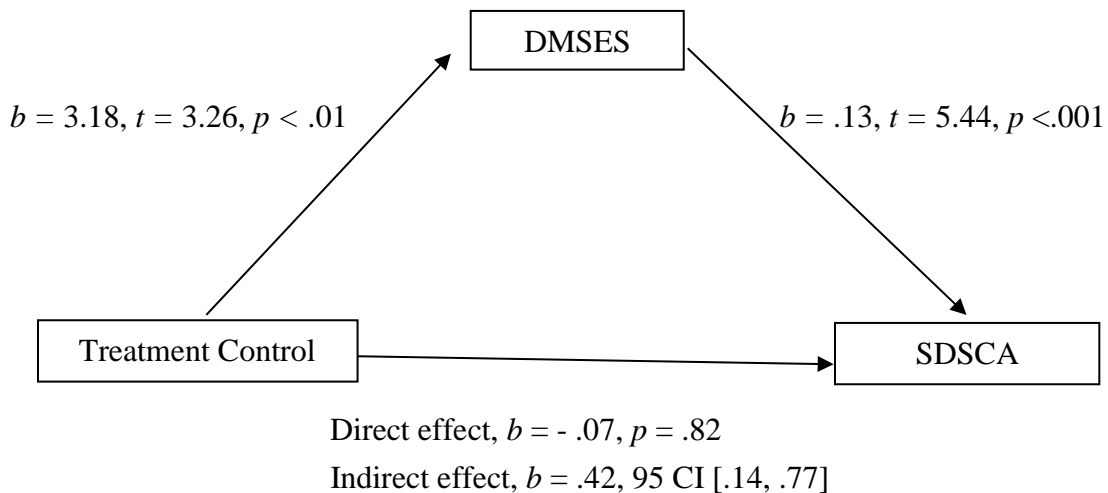 DMSES
b = 3.18, t = 3.26, p < .01
b = .13, t = 5.44, p <.001
Treatment Control
SDSCA
Direct effect, b = - .07, p = .82
Indirect effect, b = .42, 95 CI [.14, .77]